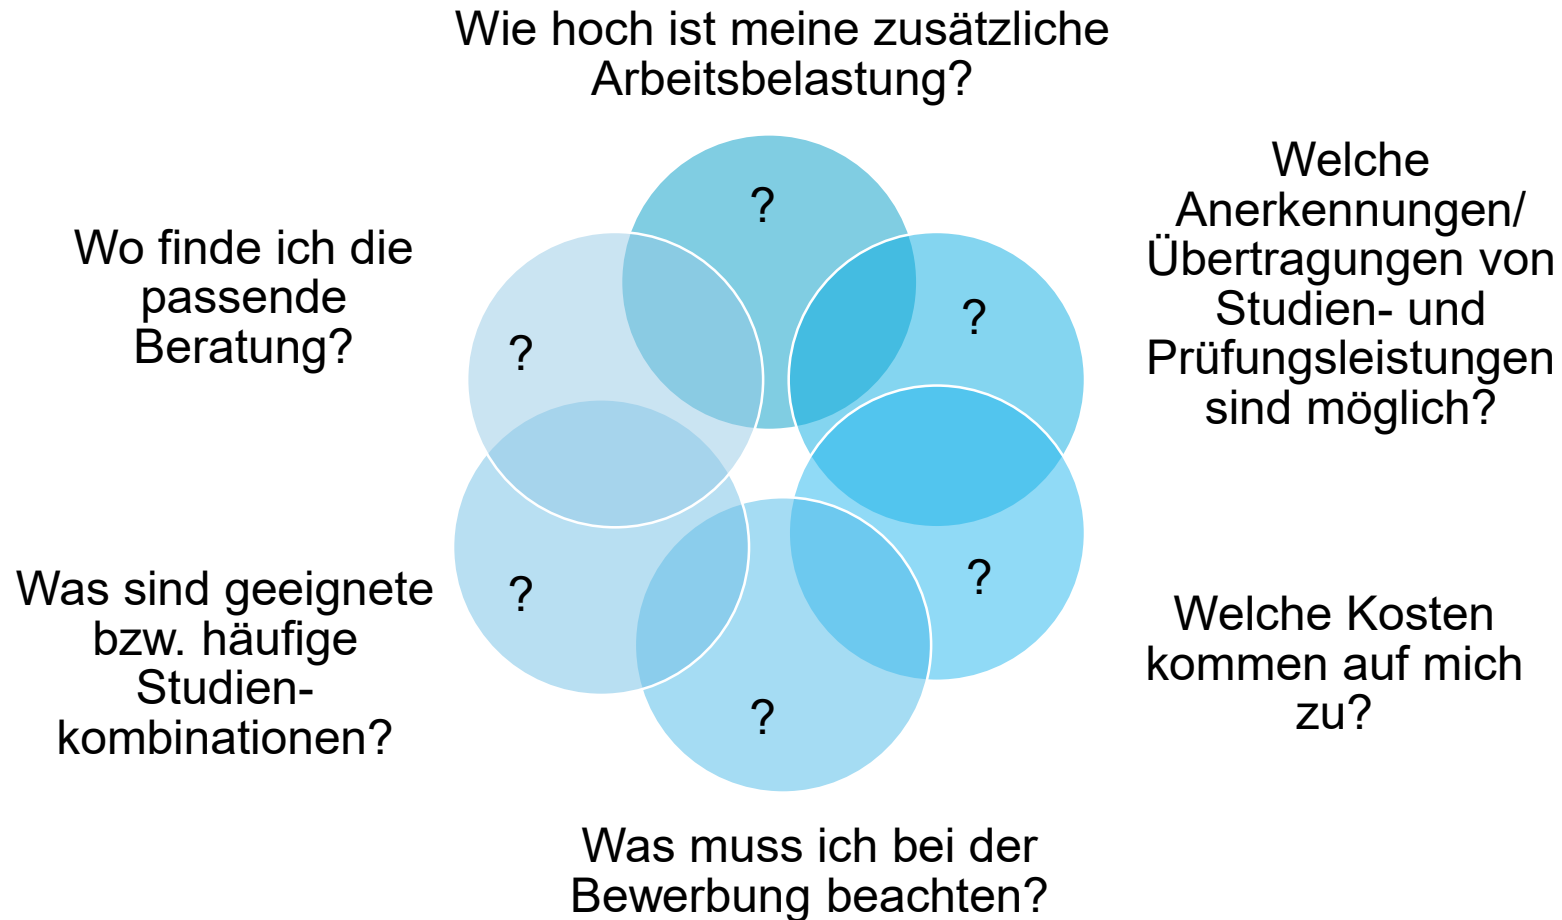 Wie hoch ist meine zusätzliche
Arbeitsbelastung?
?
Welche
Anerkennungen/
Übertragungen von
Studien- und
Prüfungsleistungen
sind möglich?
?
Welche Kosten
kommen auf mich
zu?
?
Was muss ich bei der
Bewerbung beachten?
?
Was sind geeignete
bzw. häufige
Studien-
kombinationen?
?
Wo finde ich die
passende
Beratung?
?